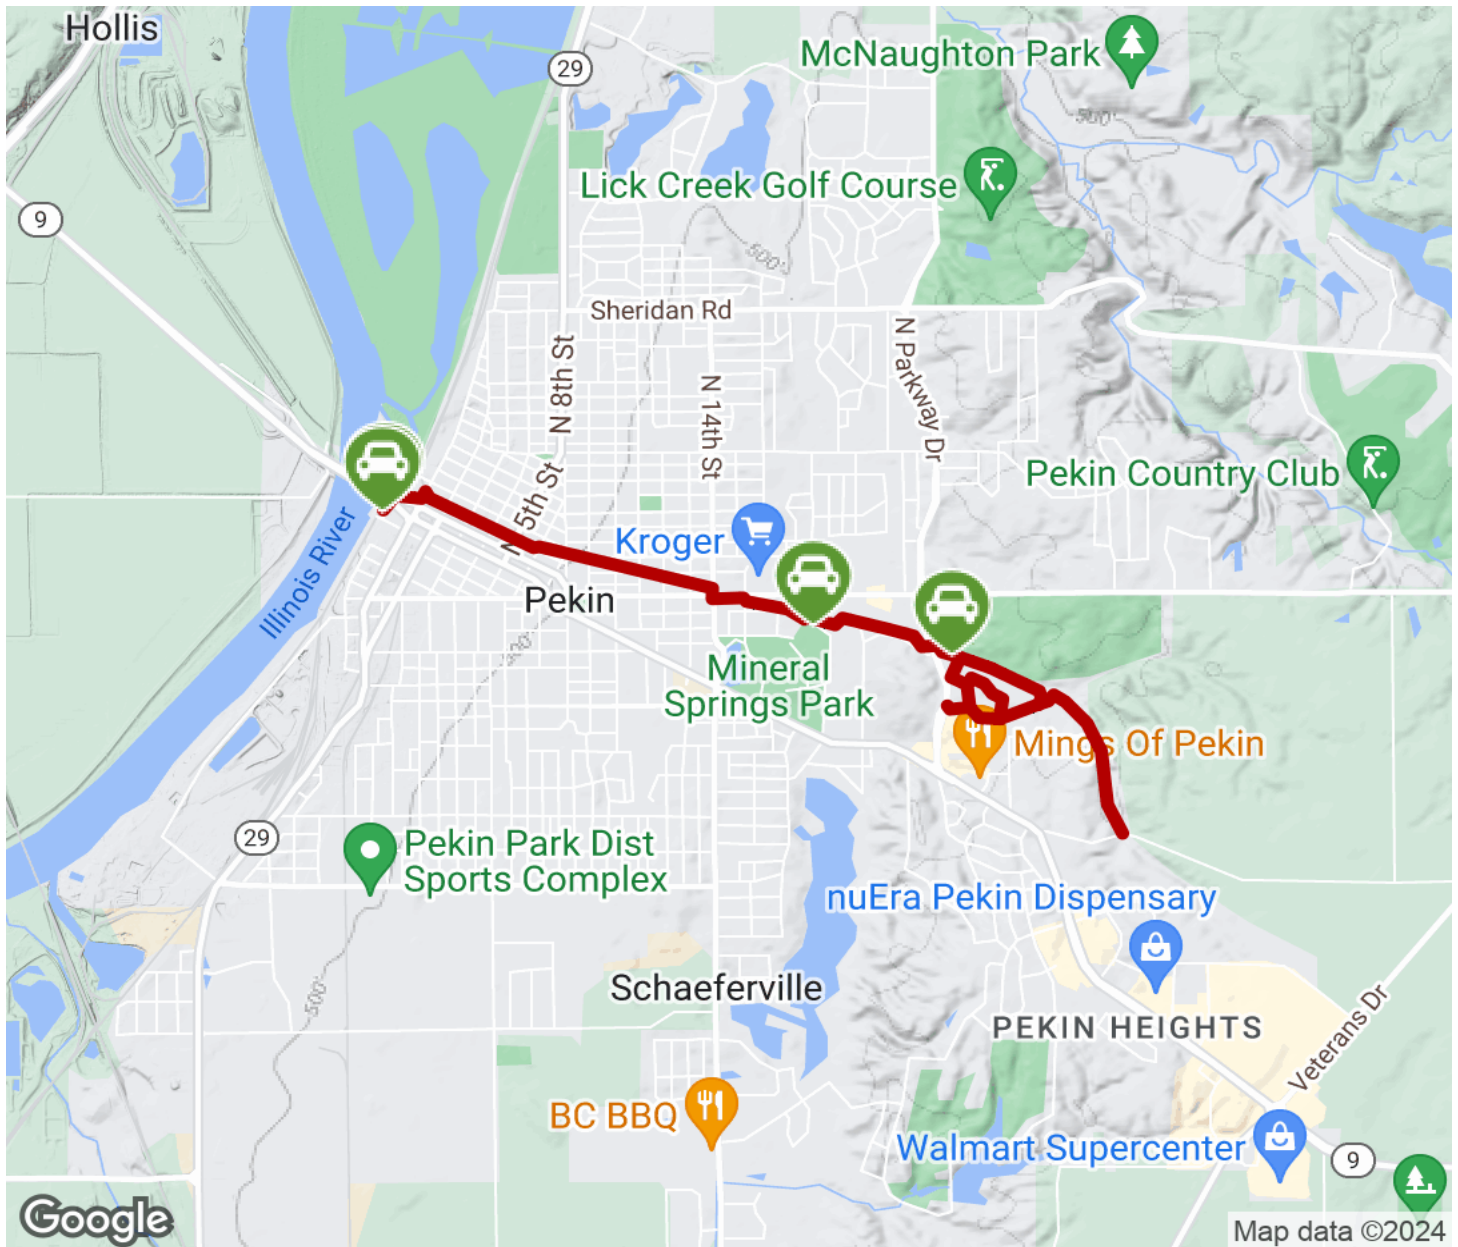 Hollis
29
McNaughton Park
500'
Lick Creek Golf Course
9
500'
Sheridan Rd
N 8th St
N 14th St
N Parkway Dr
Pekin Country Club
N 5th St
Kroger
Illinois River
Pekin
500'
Mineral
Springs Park
Mings Of Pekin
29
Pekin Park Dist
Sports Complex
nuEra Pekin Dispensary
500'
Schaeferville
PEKIN HEIGHTS
Veterans Dr
BC BBQ
Walmart Supercenter
9
Google
Map data ©2024